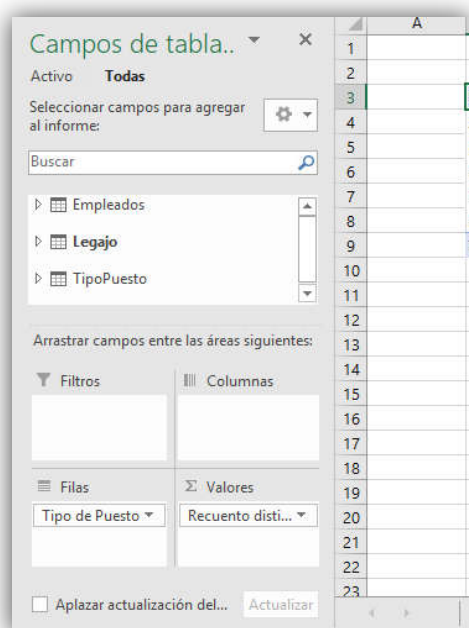 Campos de tabla..
Activo Todas
Seleccionar campos para agregar
al informe:
Buscar
Empleados
Legajo
TipoPuesto
Arrastrar campos entre las áreas siguientes:
Filtros
Columnas
Filas
Σ Valores
Tipo de Puesto
Recuento disti...
Aplazar actualización del...
Actualizar
A
1
2
3
4
5
6
7
8
9
10
11
12
13
14
15
16
17
18
19
20
21
22
23